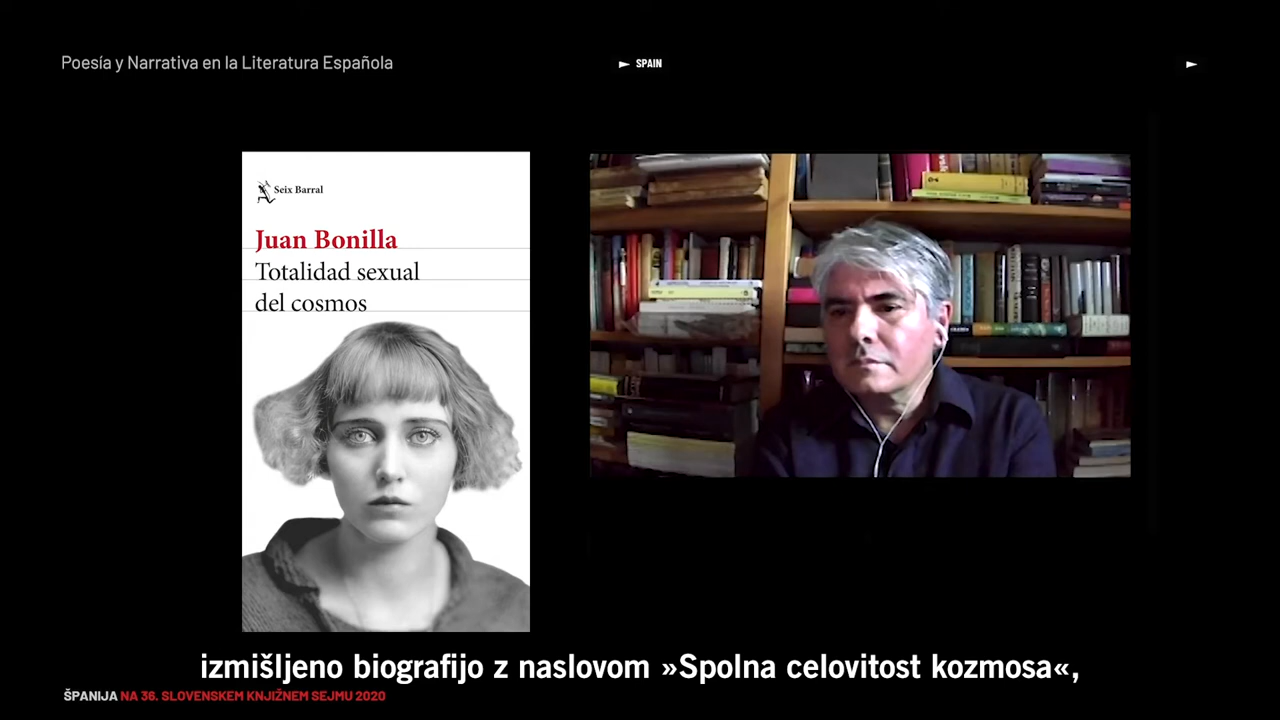 Poesía y Narrativa en la Literatura Española
SPAIN
Seix Barral
Juan Bonilla
Totalidad sexual
del cosmos
izmišljeno biografijo z naslovom »Spolna celovitost kozmosa«,
ŠPANIJA NA 36. SLOVENSKEM KNJIŽNEM SEJMU 2020